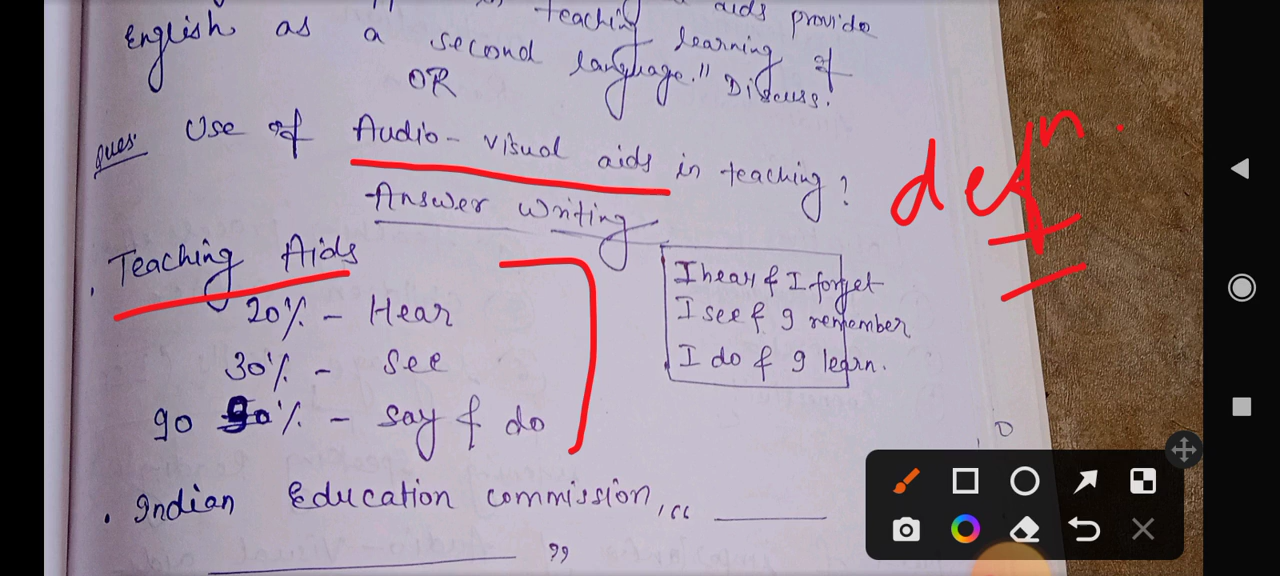 teaching aids provide
English as a second language." learning of
Discuss.
OR
Ques. Use of Audio-visual aids in teaching?
defn.
Answer Writing
. Teaching Aids
20% - Hear
30% - See
90 90% - Say & do
I hear & I forget
I see & I remember
I do & I learn.
. Indian Education Commission, "
"